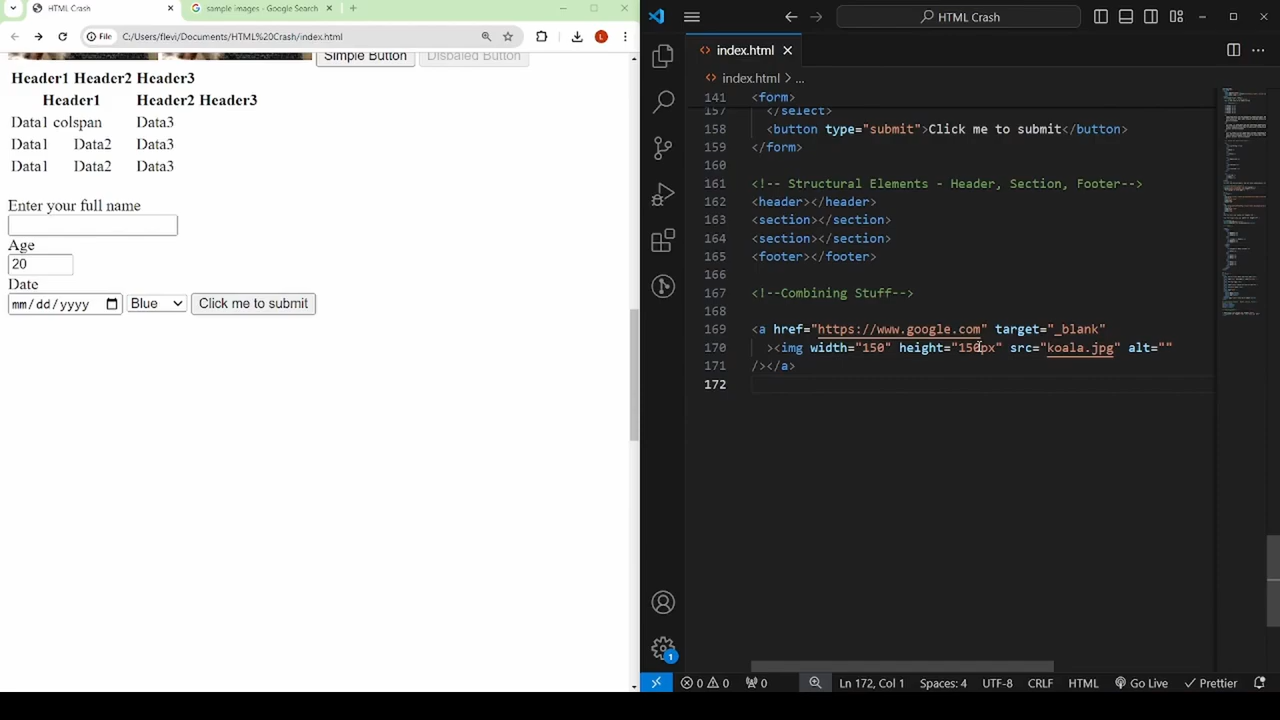 HTML Crash
sample images - Google Search
File
C:/Users/flevi/Documents/HTML%20Crash/index.html
L
Simple Button
Disbaled Button
Header1 Header2 Header3
Header1 Header2 Header3
Data1 colspan Data3
Data1 Data2 Data3
Data1 Data2 Data3
Enter your full name
Age
20
Date
mm/dd/yyyy
Blue
Click me to submit
HTML Crash
index.html
index.html > ...
141 <form>
157 </select>
158 <button type="submit">Click me to submit</button>
159 </form>
160
161 <!-- Structural Elements - Header, Section, Footer-->
162 <header></header>
163 <section></section>
164 <section></section>
165 <footer></footer>
166
167 <!--Combining Stuff-->
168
169 <a href="https://www.google.com" target="_blank"
170 ><img width="150" height="150px" src="koala.jpg" alt=""
171 /></a>
172
1
0 0 0
Ln 172, Col 1
Spaces: 4
UTF-8
CRLF
HTML
Go Live
Prettier